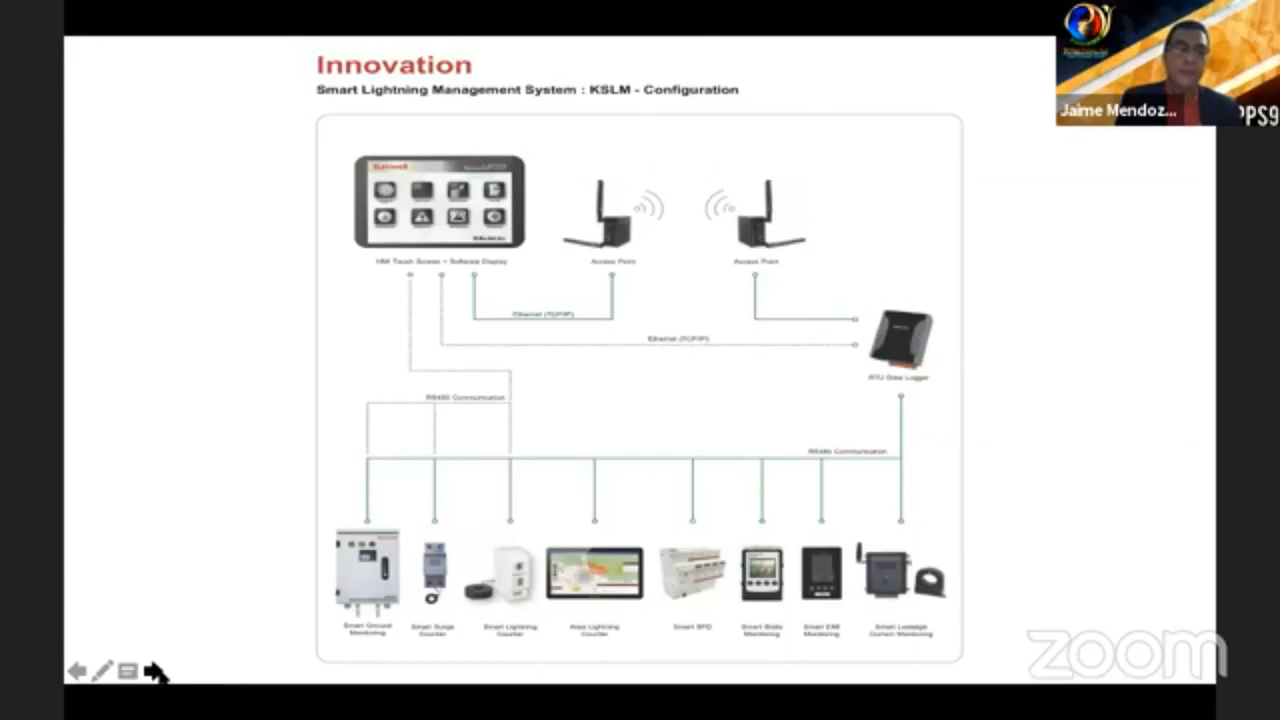 Innovation
Smart Lightning Management System : KSLM - Configuration
Jaime Mendoz...
PPS9
HMI Touch Screen + Software Display
Access Point
Access Point
Ethernet (TCP/IP)
Ethernet (TCP/IP)
RTU Data Logger
RS485 Communication
RS485 Communication
Smart Ground
Monitoring
Smart Surge
Counter
Smart Lightning
Counter
Area Lightning
Counter
Smart SPD
Smart Static
Monitoring
Smart EMI
Monitoring
Smart Leakage
Current Monitoring
zoom